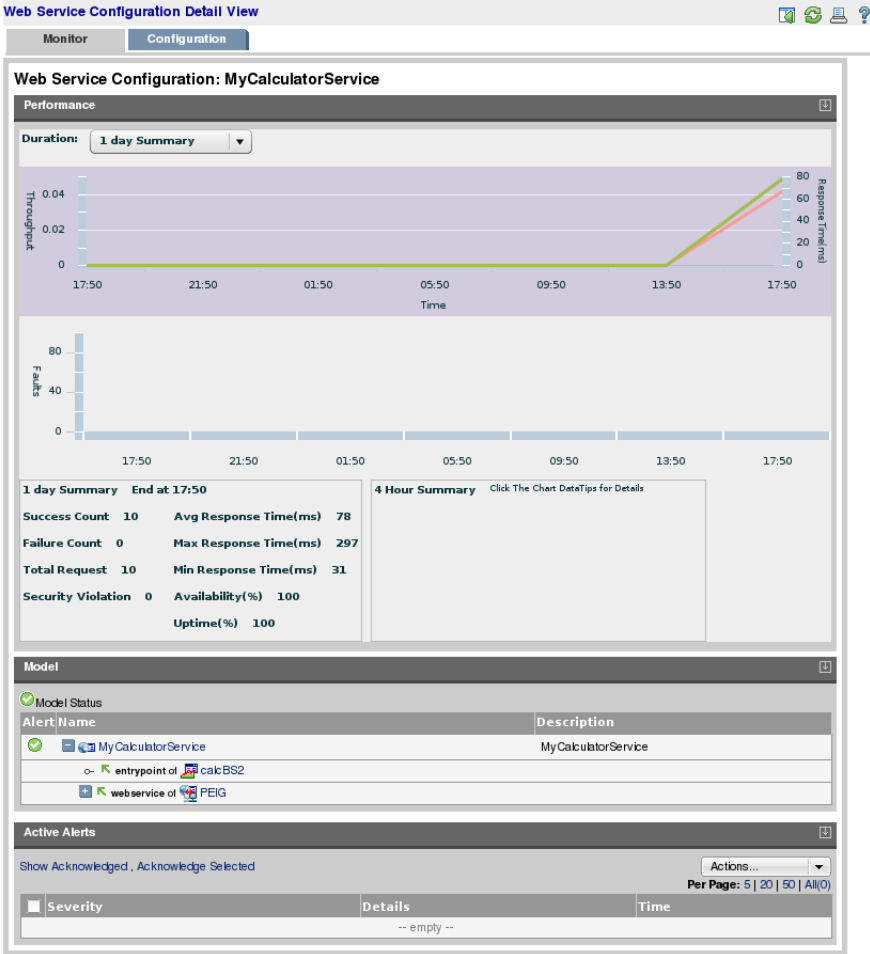 Web Service Configuration Detail View
Monitor Configuration
Web Service Configuration: MyCalculatorService
Performance
Duration: 1 day Summary
Throughput
0.04
0.02
0
80
60
40
20
0
Response Time(ms)
17:50 21:50 01:50 05:50 09:50 13:50 17:50
Time
Faults
80
40
0
17:50 21:50 01:50 05:50 09:50 13:50 17:50
1 day Summary End at 17:50
Success Count 10 Avg Response Time(ms) 78
Failure Count 0 Max Response Time(ms) 297
Total Request 10 Min Response Time(ms) 31
Security Violation 0 Availability(%) 100
Uptime(%) 100
4 Hour Summary Click The Chart DataTips for Details
Model
Model Status
Alert Name Description
MyCalculatorService MyCalculatorService
entrypoint of calcBS2
webservice of PEIG
Active Alerts
Show Acknowledged , Acknowledge Selected Actions...
Per Page: 5 | 20 | 50 | All(0)
Severity Details Time
-- empty --